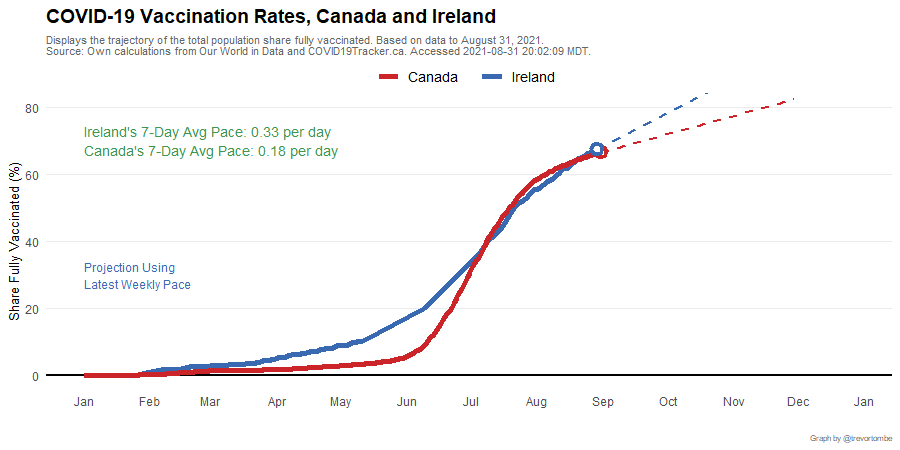 COVID-19 Vaccination Rates, Canada and Ireland
Displays the trajectory of the total population share fully vaccinated. Based on data to August 31, 2021.
Source: Own calculations from Our World in Data and COVID19Tracker.ca. Accessed 2021-08-31 20:02:09 MDT.
Canada Ireland
80
Ireland's 7-Day Avg Pace: 0.33 per day
Canada's 7-Day Avg Pace: 0.18 per day
60
Share Fully Vaccinated (%)
40
Projection Using
Latest Weekly Pace
20
0
Jan Feb Mar Apr May Jun Jul Aug Sep Oct Nov Dec Jan
Graph by @trevortombe